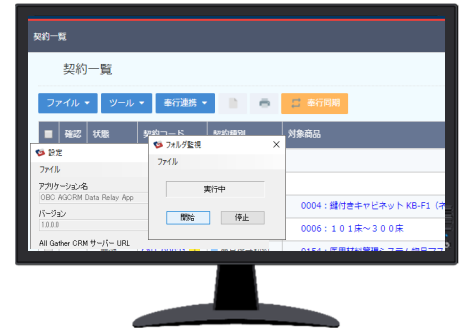 契約一覧
契約一覧
ファイル ツール 奉行連携 奉行同期
確認 状態 契約コード 契約種別 対象商品
設定
ファイル
アプリケーション名
OBC AGORM Data Relay App
バージョン
1.0.0.0
All Gather CRM サーバー URL
フォルダ監視
ファイル
実行中
開始 停止
0004：鍵付きキャビネット KB-F1（ネ
0006：１０１床～３００床